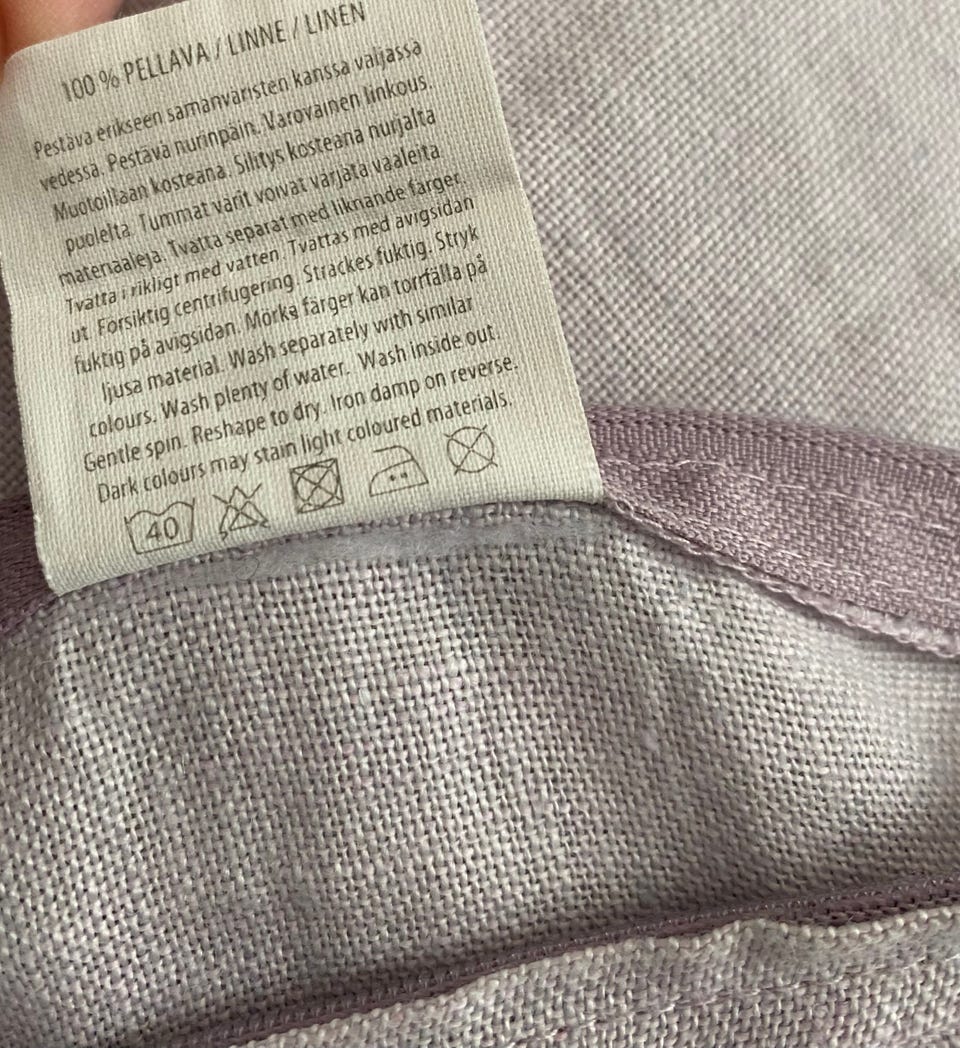 100 % PELLAVA / LINNE / LINEN
Pestävä erikseen samanväristen kanssa väljässä
vedessä. Pestävä nurinpäin. Varovainen linkous.
Muotoillaan kosteana. Silitys kosteana nurjalta
puolelta. Tummat värit voivat värjätä vaaleita
materiaaleja. Tvätta separat med liknande färger.
Tvätta i rikligt med vatten. Tvättas med avigsidan
ut. Försiktig centrifugering. Sträckes fuktig. Stryk
fuktig på avigsidan. Mörka färger kan torrfälla på
ljusa material. Wash separately with similar
colours. Wash plenty of water. Wash inside out.
Gentle spin. Reshape to dry. Iron damp on reverse.
Dark colours may stain light coloured materials.
40